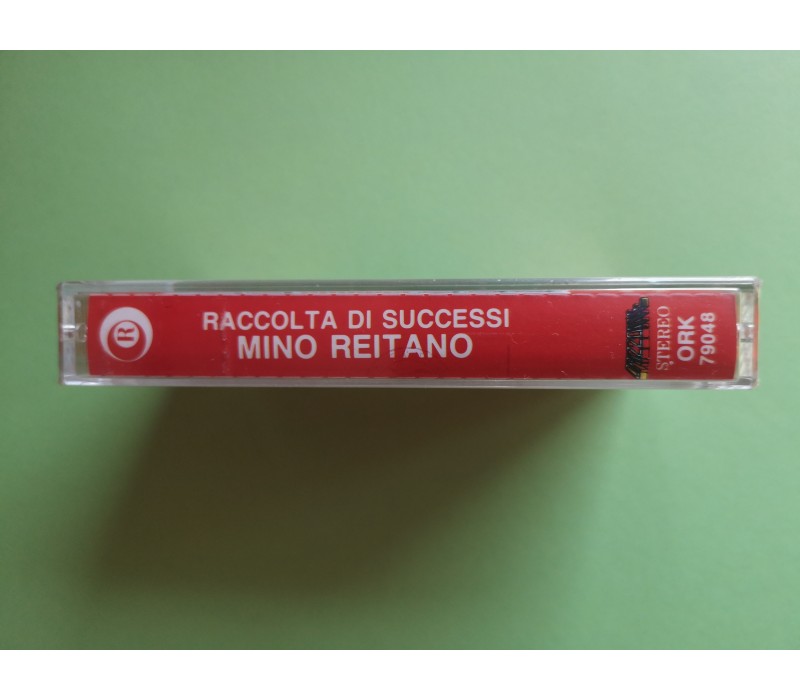 R
RACCOLTA DI SUCCESSI
MINO REITANO
STEREO
ORK
79048